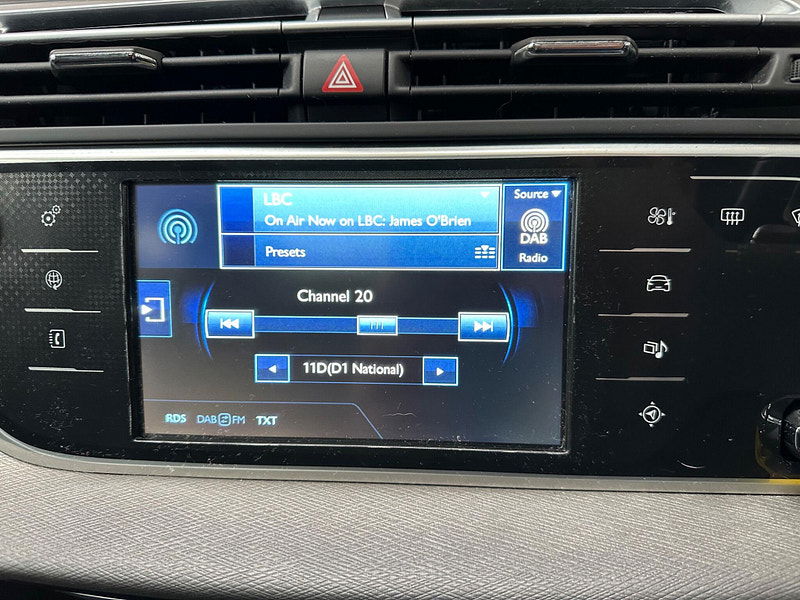 LBC
On Air Now on LBC: James O'Brien
Source
DAB
Radio
Presets
Channel 20
11D(D1 National)
RDS DAB FM TXT